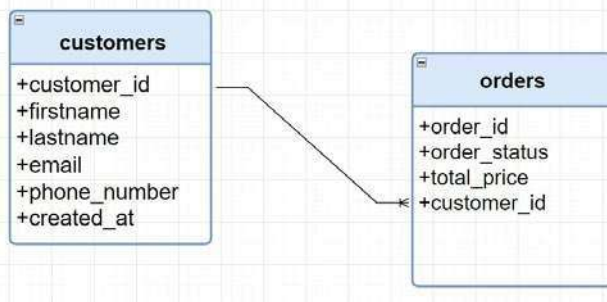 customers
+customer_id
+firstname
+lastname
+email
+phone_number
+created_at
orders
+order_id
+order_status
+total_price
+customer_id